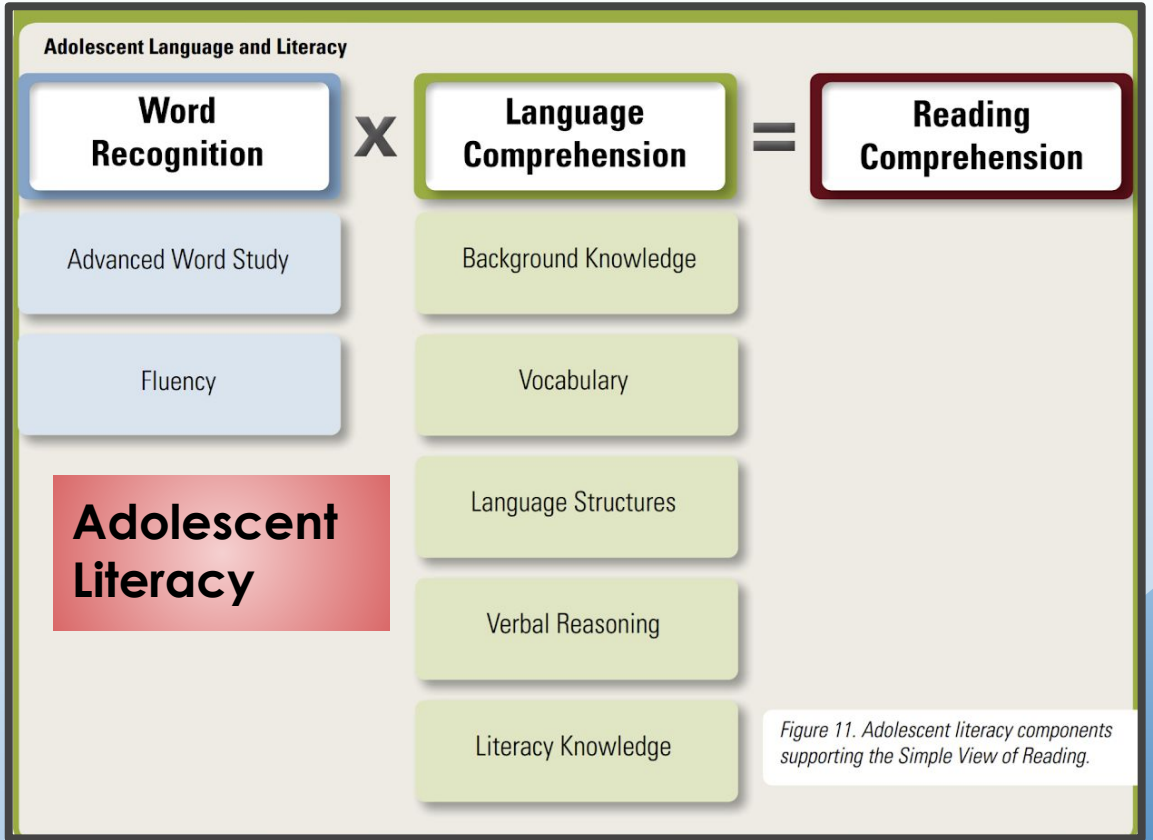 Adolescent Language and Literacy
Word
Recognition
X
Language
Comprehension
=
Reading
Comprehension
Advanced Word Study
Fluency
Background Knowledge
Vocabulary
Language Structures
Verbal Reasoning
Literacy Knowledge
Adolescent
Literacy
Figure 11. Adolescent literacy components
supporting the Simple View of Reading.